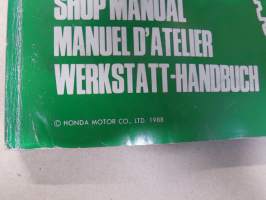 SHOP MANUAL
MANUEL D'ATELIER
WERKSTATT-HANDBUCH
© HONDA MOTOR CO., LTD. 1988